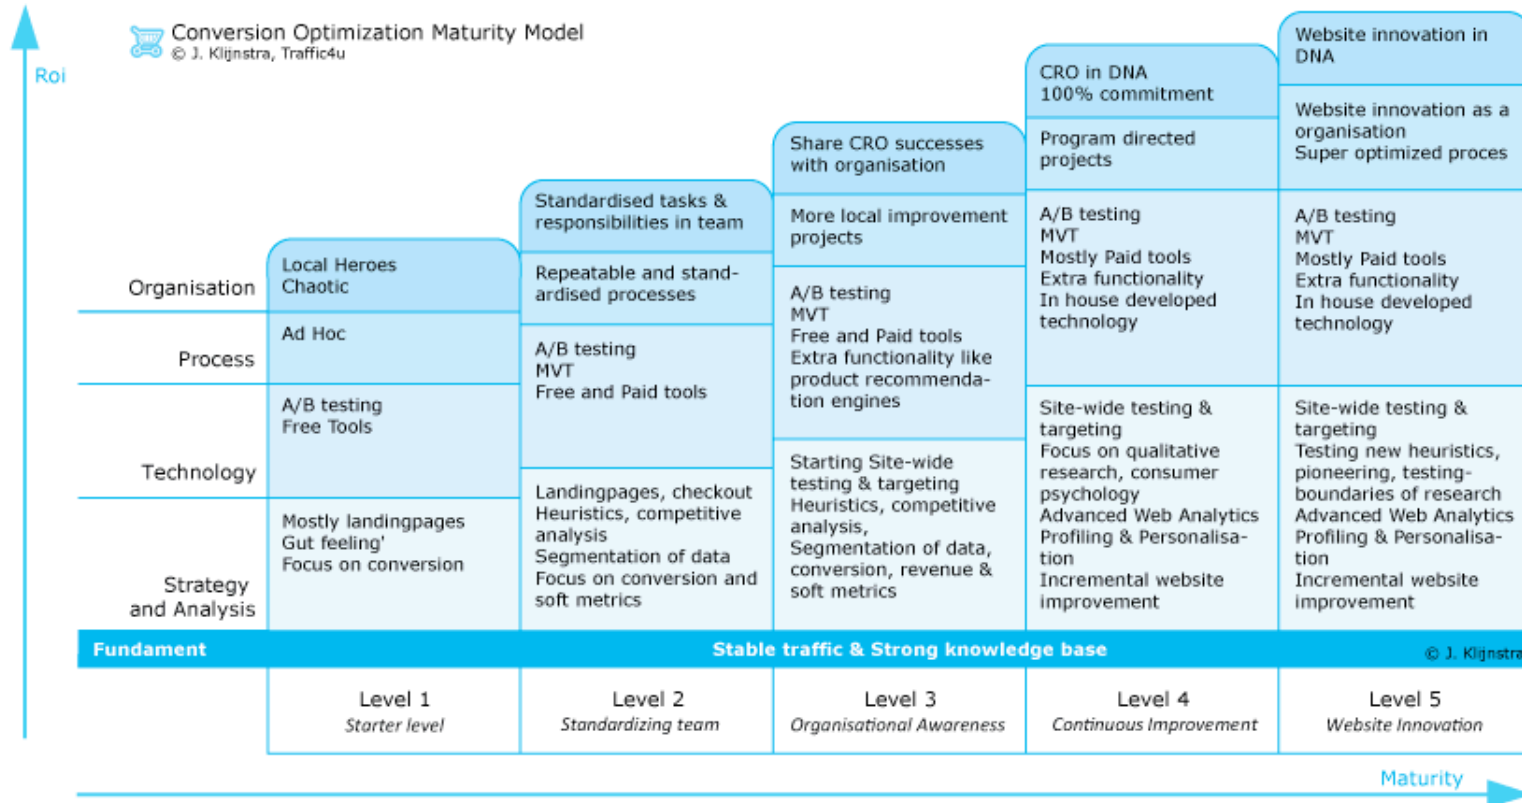 Conversion Optimization Maturity Model
© J. Klijnstra, Traffic4u
Roi
Organisation
Process
Technology
Strategy
and Analysis
Local Heroes
Chaotic
Ad Hoc
A/B testing
Free Tools
Mostly landingpages
Gut feeling'
Focus on conversion
Standardised tasks &
responsibilities in team
Repeatable and stand-
ardised processes
A/B testing
MVT
Free and Paid tools
Landingpages, checkout
Heuristics, competitive
analysis
Segmentation of data
Focus on conversion and
soft metrics
Share CRO successes
with organisation
More local improvement
projects
A/B testing
MVT
Free and Paid tools
Extra functionality like
product recommenda-
tion engines
Starting Site-wide
testing & targeting
Heuristics, competitive
analysis,
Segmentation of data,
conversion, revenue &
soft metrics
CRO in DNA
100% commitment
Program directed
projects
A/B testing
MVT
Mostly Paid tools
Extra functionality
In house developed
technology
Site-wide testing &
targeting
Focus on qualitative
research, consumer
psychology
Advanced Web Analytics
Profiling & Personalisa-
tion
Incremental website
improvement
Website innovation in
DNA
Website innovation as a
organisation
Super optimized proces
A/B testing
MVT
Mostly Paid tools
Extra functionality
In house developed
technology
Site-wide testing &
targeting
Testing new heuristics,
pioneering, testing-
boundaries of research
Advanced Web Analytics
Profiling & Personalisa-
tion
Incremental website
improvement
Fundament
Stable traffic & Strong knowledge base
© J. Klijnstra
Level 1
Starter level
Level 2
Standardizing team
Level 3
Organisational Awareness
Level 4
Continuous Improvement
Level 5
Website Innovation
Maturity